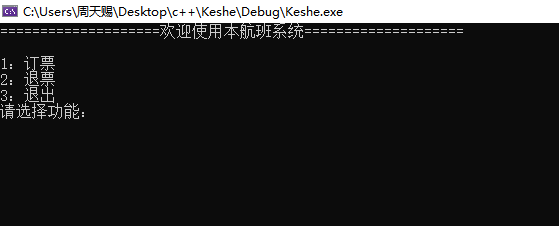 C:\Users\周天赐\Desktop\c++\Keshe\Debug\Keshe.exe
====================欢迎使用本航班系统====================
1：订票
2：退票
3：退出
请选择功能：